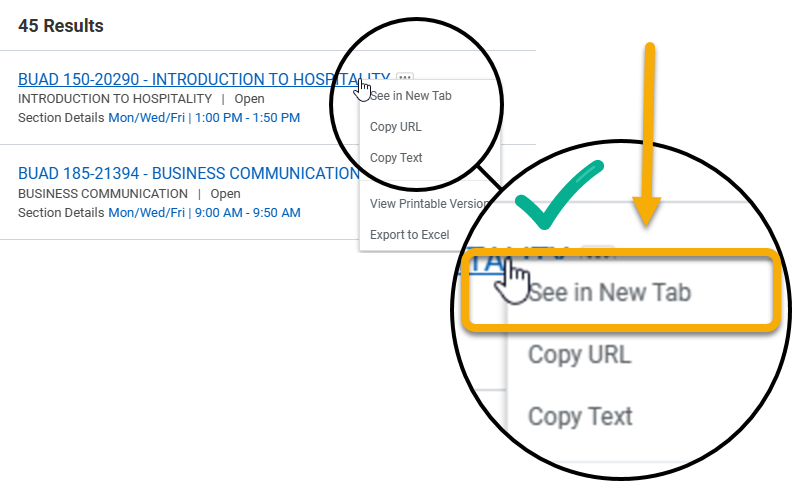 45 Results
BUAD 150-20290 - INTRODUCTION TO HOSPITALITY
INTRODUCTION TO HOSPITALITY | Open
Section Details Mon/Wed/Fri | 1:00 PM - 1:50 PM
See in New Tab
Copy URL
Copy Text
BUAD 185-21394 - BUSINESS COMMUNICATION
BUSINESS COMMUNICATION | Open
Section Details Mon/Wed/Fri | 9:00 AM - 9:50 AM
View Printable Version
Export to Excel
TALITY
See in New Tab
Copy URL
Copy Text